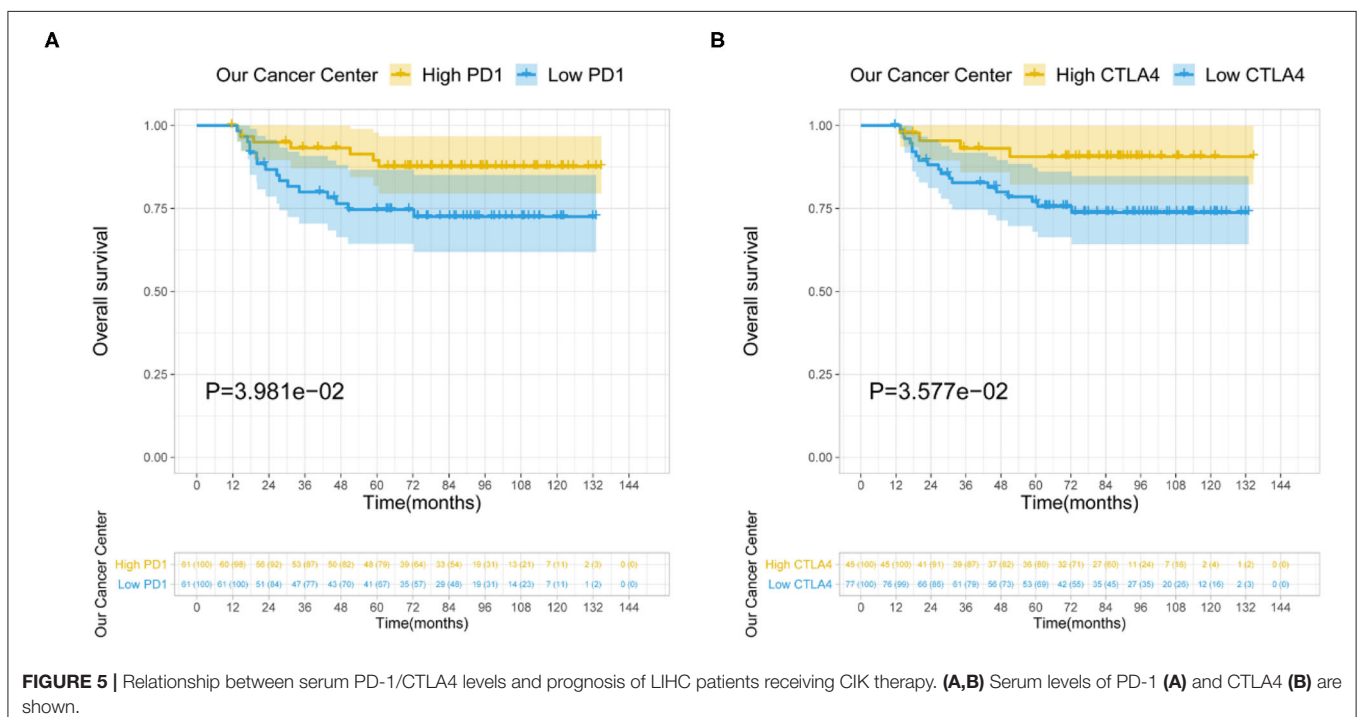 A
Our Cancer Center High PD1 Low PD1
1.00
0.75
0.50
0.25
0.00
Overall survival
P=3.981e−02
0 12 24 36 48 60 72 84 96 108 120 132 144
Time(months)
Our Cancer Center
High PD1 61 (100) 60 (98) 56 (92) 53 (87) 50 (82) 48 (79) 39 (64) 33 (54) 19 (31) 13 (21) 7 (11) 2 (3) 0 (0)
Low PD1 61 (100) 61 (100) 51 (84) 47 (77) 43 (70) 41 (67) 35 (57) 29 (48) 19 (31) 14 (23) 7 (11) 1 (2) 0 (0)
0 12 24 36 48 60 72 84 96 108 120 132 144
Time(months)
B
Our Cancer Center High CTLA4 Low CTLA4
1.00
0.75
0.50
0.25
0.00
Overall survival
P=3.577e−02
0 12 24 36 48 60 72 84 96 108 120 132 144
Time(months)
Our Cancer Center
High CTLA4 45 (100) 45 (100) 41 (91) 39 (87) 37 (82) 36 (80) 32 (71) 27 (60) 11 (24) 7 (16) 2 (4) 1 (2) 0 (0)
Low CTLA4 77 (100) 76 (99) 66 (86) 61 (79) 56 (73) 53 (69) 42 (55) 35 (45) 27 (35) 20 (26) 12 (16) 2 (3) 0 (0)
0 12 24 36 48 60 72 84 96 108 120 132 144
Time(months)
FIGURE 5 | Relationship between serum PD-1/CTLA4 levels and prognosis of LIHC patients receiving CIK therapy. (A,B) Serum levels of PD-1 (A) and CTLA4 (B) are
shown.